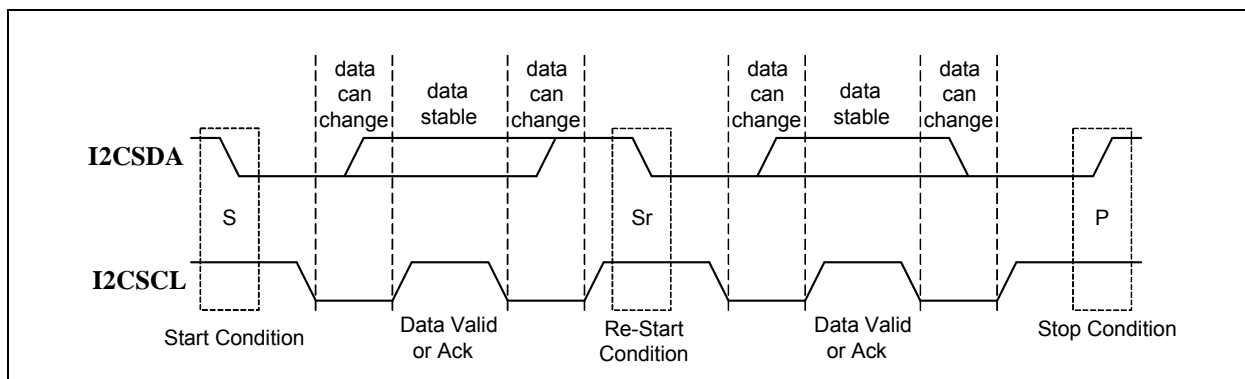 data
can
change
data
stable
data
can
change
data
can
change
data
stable
data
can
change
I2CSDA
S
Sr
P
I2CSCL
Start Condition
Data Valid
or Ack
Re-Start
Condition
Data Valid
or Ack
Stop Condition